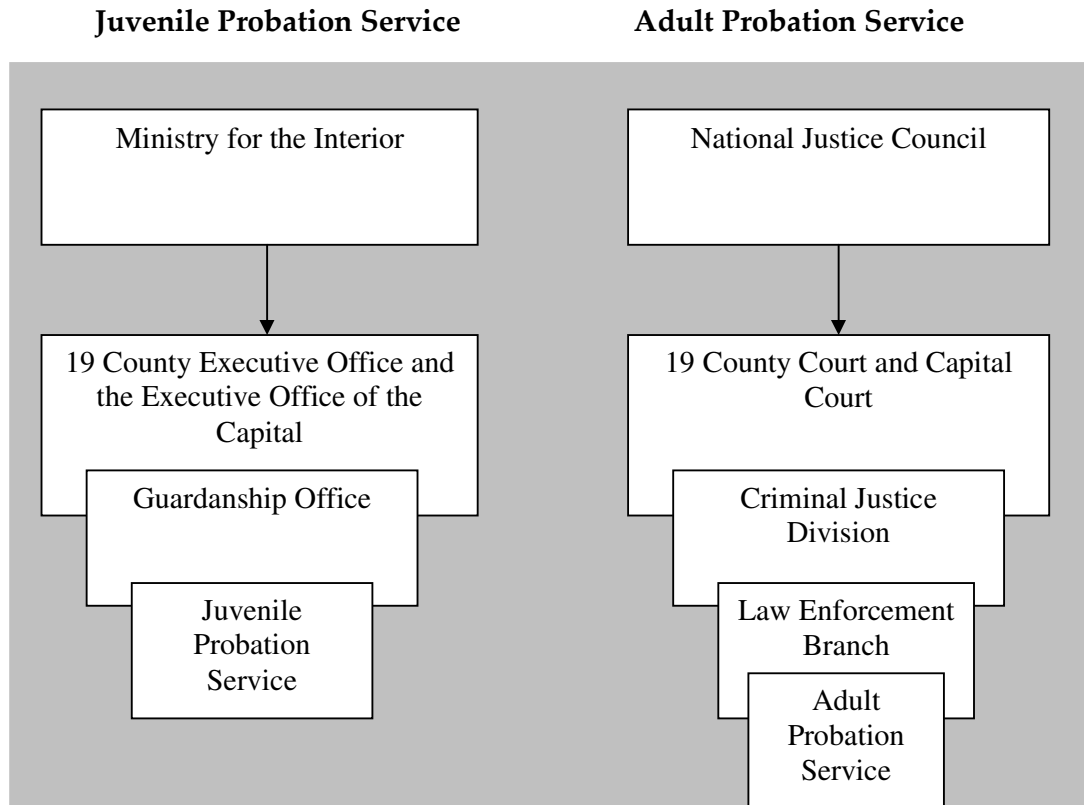 Juvenile Probation Service
Adult Probation Service
Ministry for the Interior
19 County Executive Office and
the Executive Office of the
Capital
Guardanship Office
Juvenile
Probation
Service
National Justice Council
19 County Court and Capital
Court
Criminal Justice
Division
Law Enforcement
Branch
Adult
Probation
Service